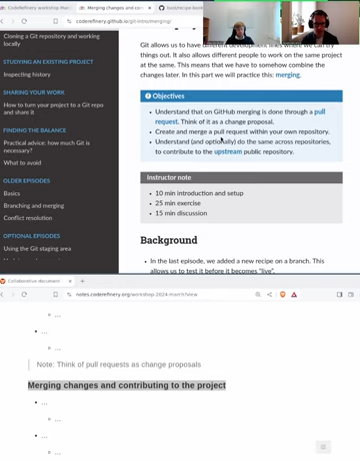 CodeRefinery workshop Mar
Merging changes and con
coderefinery.github.io/git-intro/merging/
Cloning a Git repository and working
locally
STUDYING AN EXISTING PROJECT
Inspecting history
SHARING YOUR WORK
How to turn your project to a Git repo
and share it
FINDING THE BALANCE
Practical advice: how much Git is
necessary?
What to avoid
OLDER EPISODES
Basics
Branching and merging
Conflict resolution
OPTIONAL EPISODES
Using the Git staging area
Git allows us to have different development lines where we can try
things out. It also allows different people to work on the same project
at the same. This means that we have to somehow combine the
changes later. In this part we will practice this: merging.
Objectives
• Understand that on GitHub merging is done through a pull
request. Think of it as a change proposal.
• Create and merge a pull request within your own repository.
• Understand (and optionally) do the same across repositories,
to contribute to the upstream public repository.
Instructor note
• 10 min introduction and setup
• 25 min exercise
• 15 min discussion
Background
• In the last episode, we added a new recipe on a branch. This
allows us to test it before it becomes "live".
Collaborative document
notes.coderefinery.org/workshop-2024-march#new
◦ ...
• ...
◦ ...
Note: Think of pull requests as change proposals
Merging changes and contributing to the project
• ...
◦ ...
• ...
◦ ...